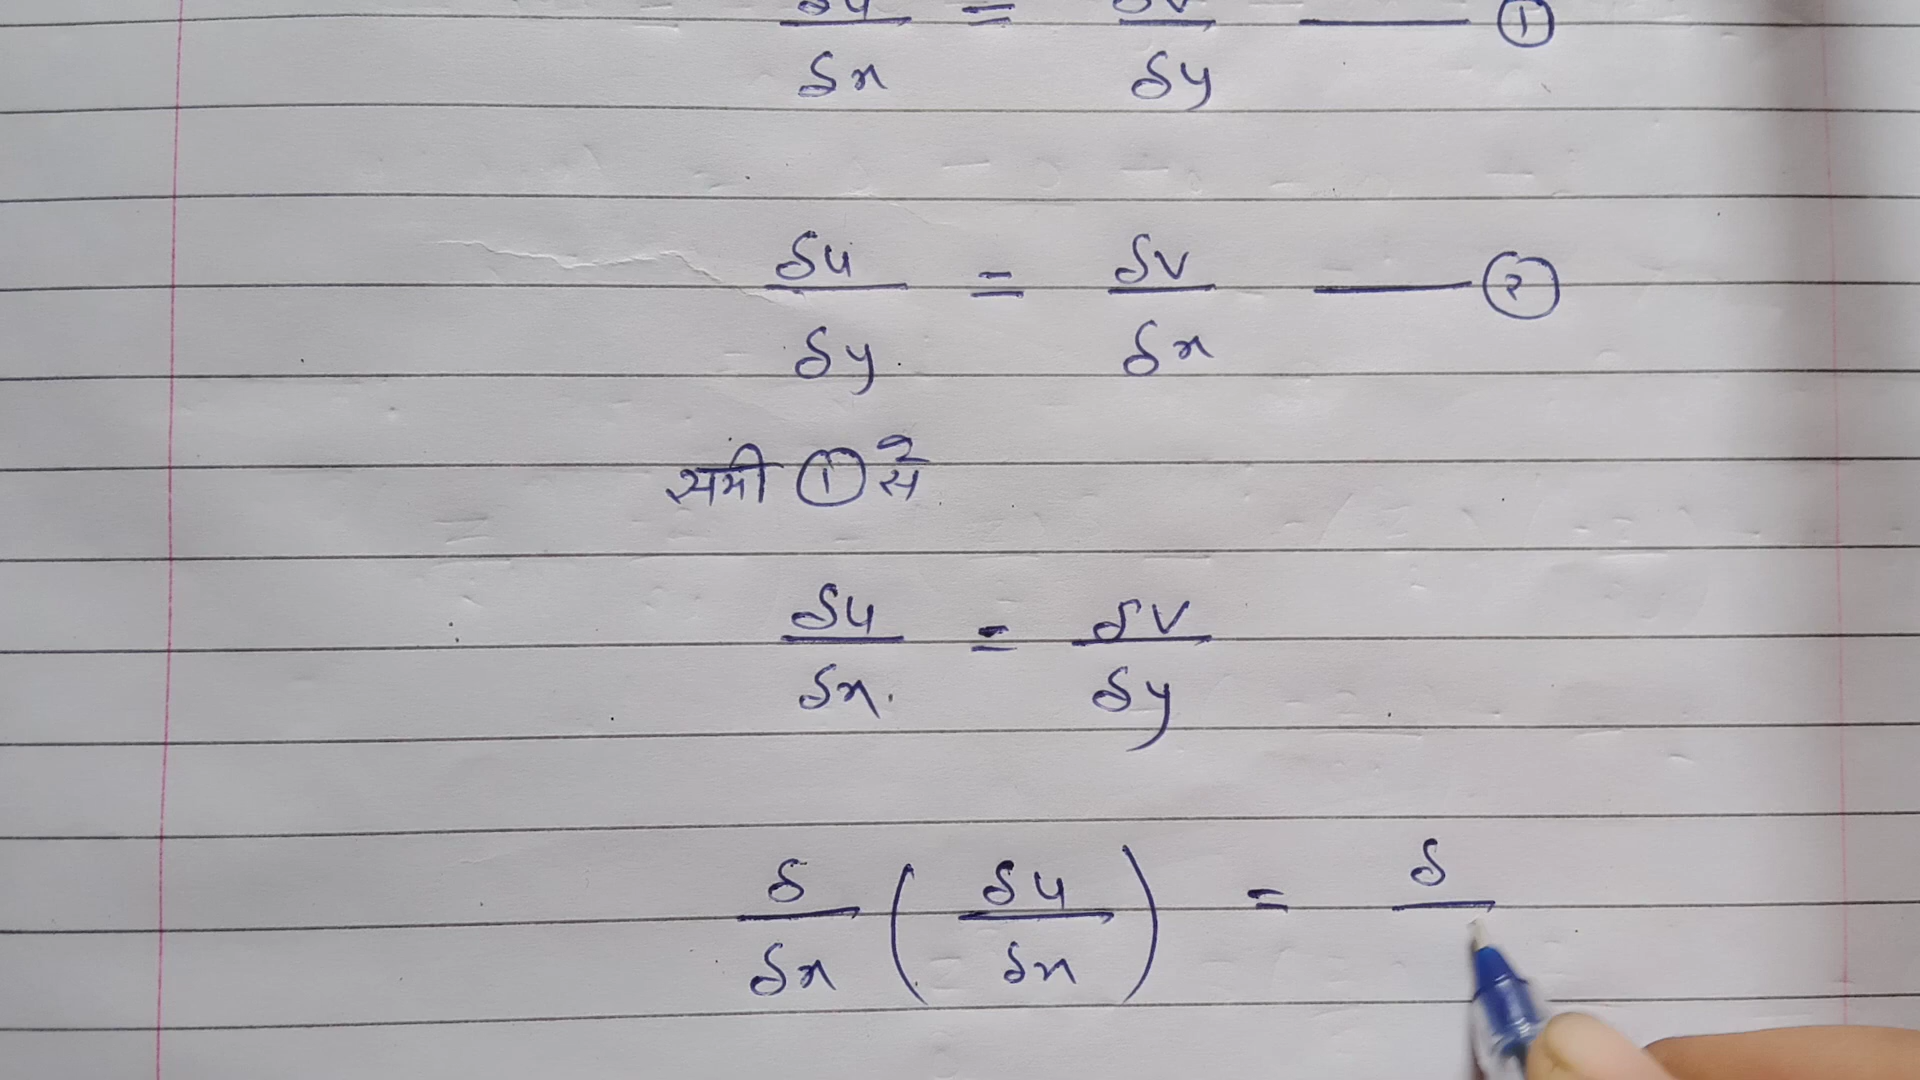 δu/δx = δv/δy —— ①
δu/δy = δv/δx —— ②
समी ① से
δu/δx = δv/δy
δ/δx (δu/δx) = δ/